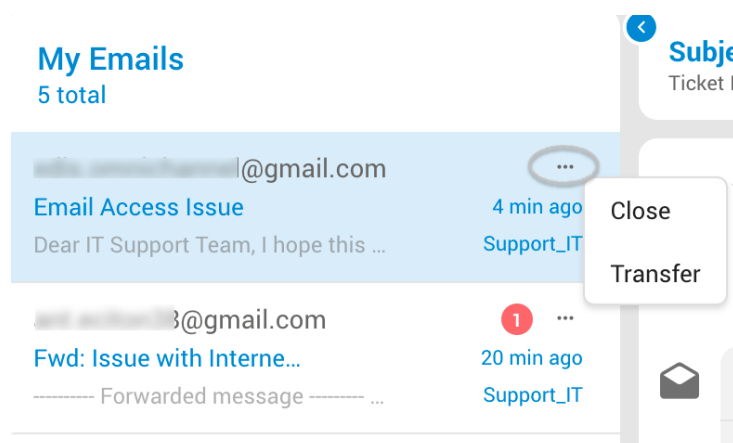 My Emails
5 total
Subje
Ticket
@gmail.com
Email Access Issue
4 min ago
Dear IT Support Team, I hope this ...
Support_IT
Close
Transfer
@gmail.com
1
Fwd: Issue with Interne...
20 min ago
---------- Forwarded message --------- ...
Support_IT